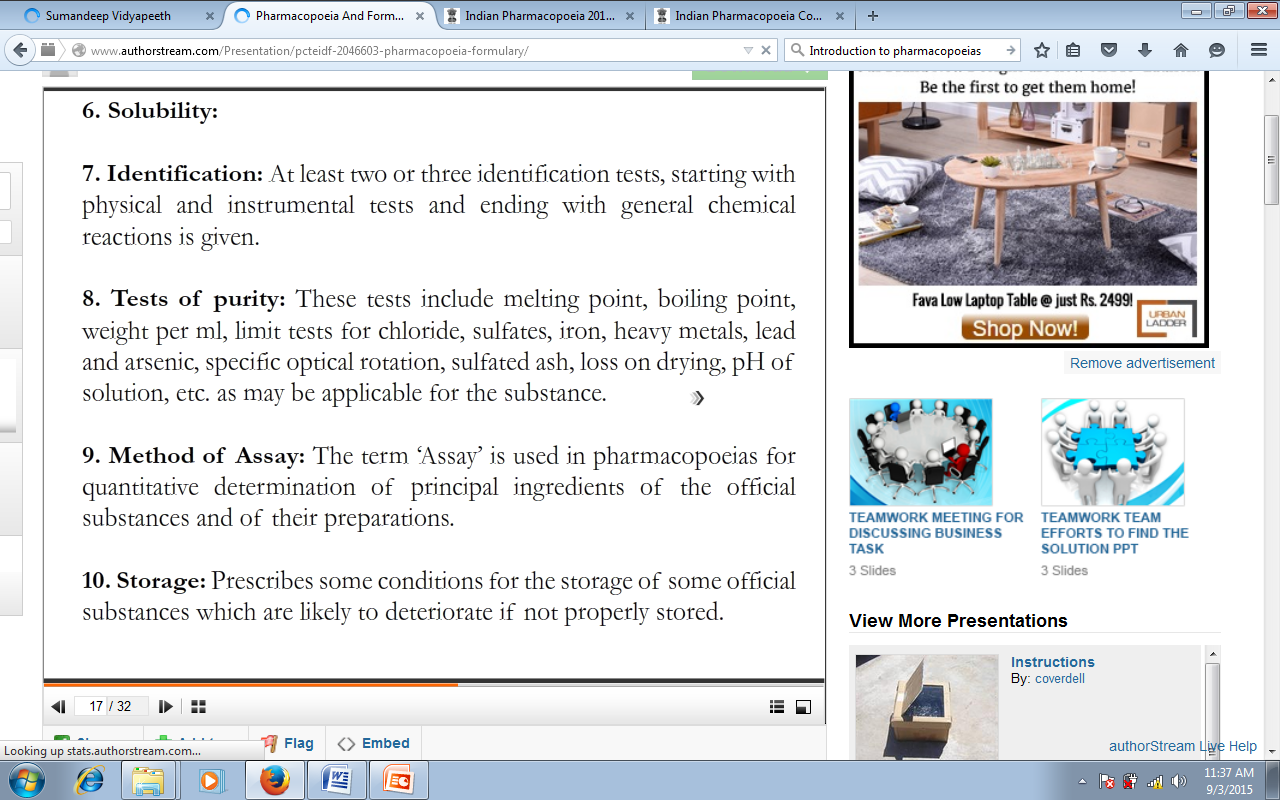 Sumandeep Vidyapeeth
Pharmacopoeia And Form...
Indian Pharmacopoeia 201...
Indian Pharmacopoeia Co...
www.authorstream.com/Presentation/pcteidf-2046603-pharmacopoeia-formulary/
Introduction to pharmacopoeias
6. Solubility:
7. Identification: At least two or three identification tests, starting with
physical and instrumental tests and ending with general chemical
reactions is given.
8. Tests of purity: These tests include melting point, boiling point,
weight per ml, limit tests for chloride, sulfates, iron, heavy metals, lead
and arsenic, specific optical rotation, sulfated ash, loss on drying, pH of
solution, etc. as may be applicable for the substance.
9. Method of Assay: The term ‘Assay’ is used in pharmacopoeias for
quantitative determination of principal ingredients of the official
substances and of their preparations.
10. Storage: Prescribes some conditions for the storage of some official
substances which are likely to deteriorate if not properly stored.
17 / 32
Flag
Embed
Looking up stats.authorstream.com...
Be the first to get them home!
Fava Low Laptop Table @ just Rs. 2499!
Shop Now!
URBAN
LADDER
Remove advertisement
TEAMWORK MEETING FOR
DISCUSSING BUSINESS
TASK
3 Slides
TEAMWORK TEAM
EFFORTS TO FIND THE
SOLUTION PPT
3 Slides
View More Presentations
Instructions
By: coverdell
authorStream Live Help
11:37 AM
9/3/2015